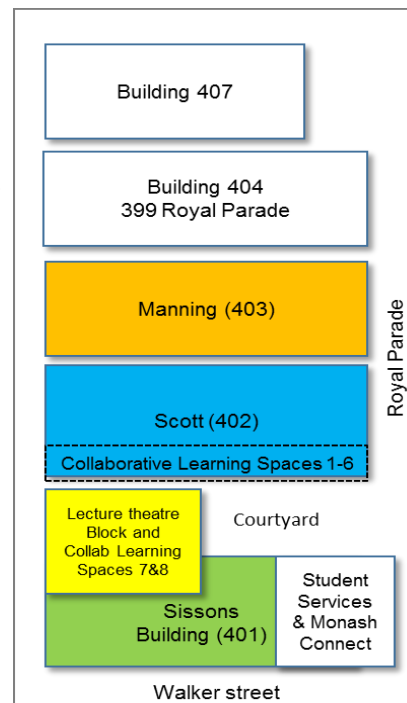 Building 407
Building 404
399 Royal Parade
Manning (403)
Royal Parade
Scott (402)
Collaborative Learning Spaces 1-6
Lecture theatre
Block and
Collab Learning
Spaces 7&8
Courtyard
Sissons
Building (401)
Student
Services
& Monash
Connect
Walker street